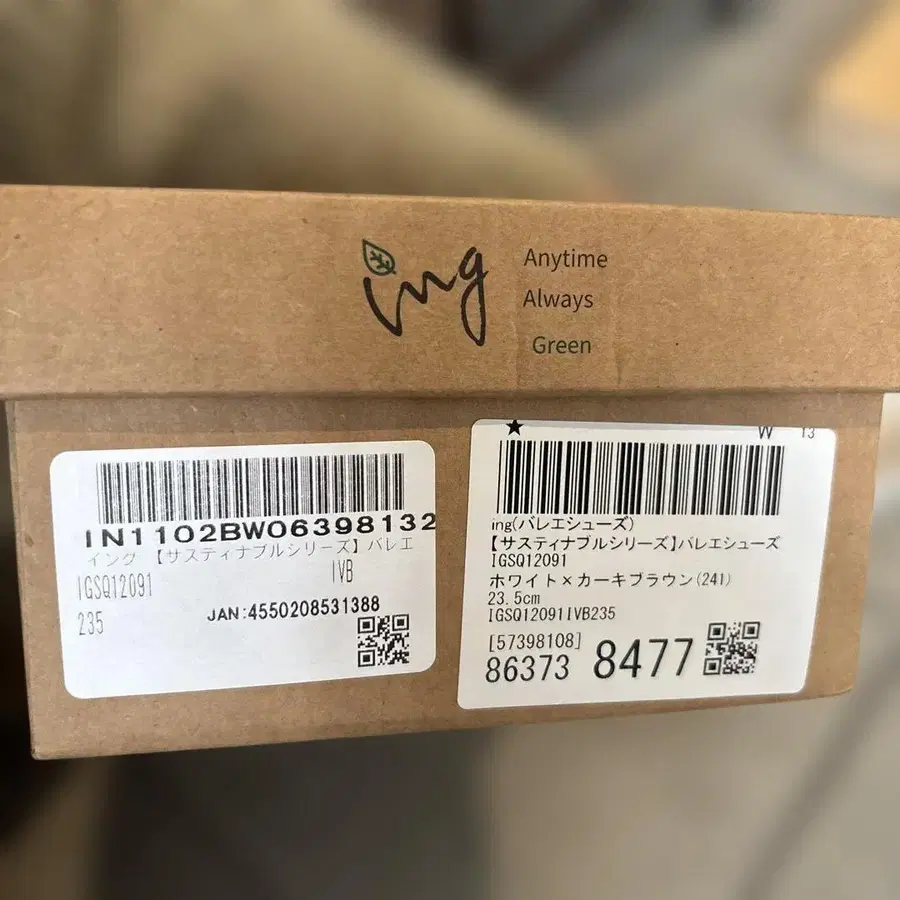 ing
Anytime
Always
Green
IN1102BW06398132
イング 【サスティナブルシリーズ】バレエ
IGSQ12091 IVB
235 JAN:4550208531388
★ W 13
ing(バレエシューズ)
【サスティナブルシリーズ】バレエシューズ
IGSQ12091
ホワイト×カーキブラウン(241)
23.5cm
IGSQ12091IVB235
[57398108]
86373 8477